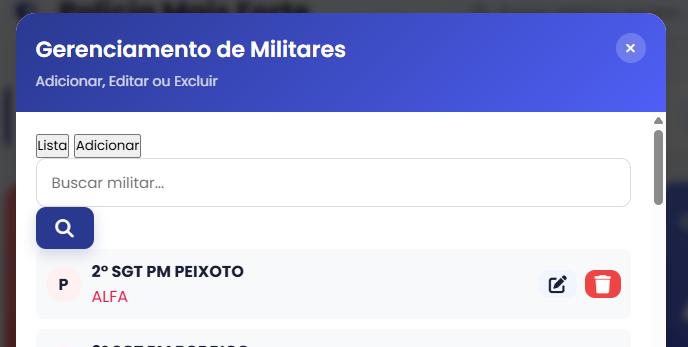 Gerenciamento de Militares
Adicionar, Editar ou Excluir
Lista Adicionar
Buscar militar...
P
2º SGT PM PEIXOTO
ALFA